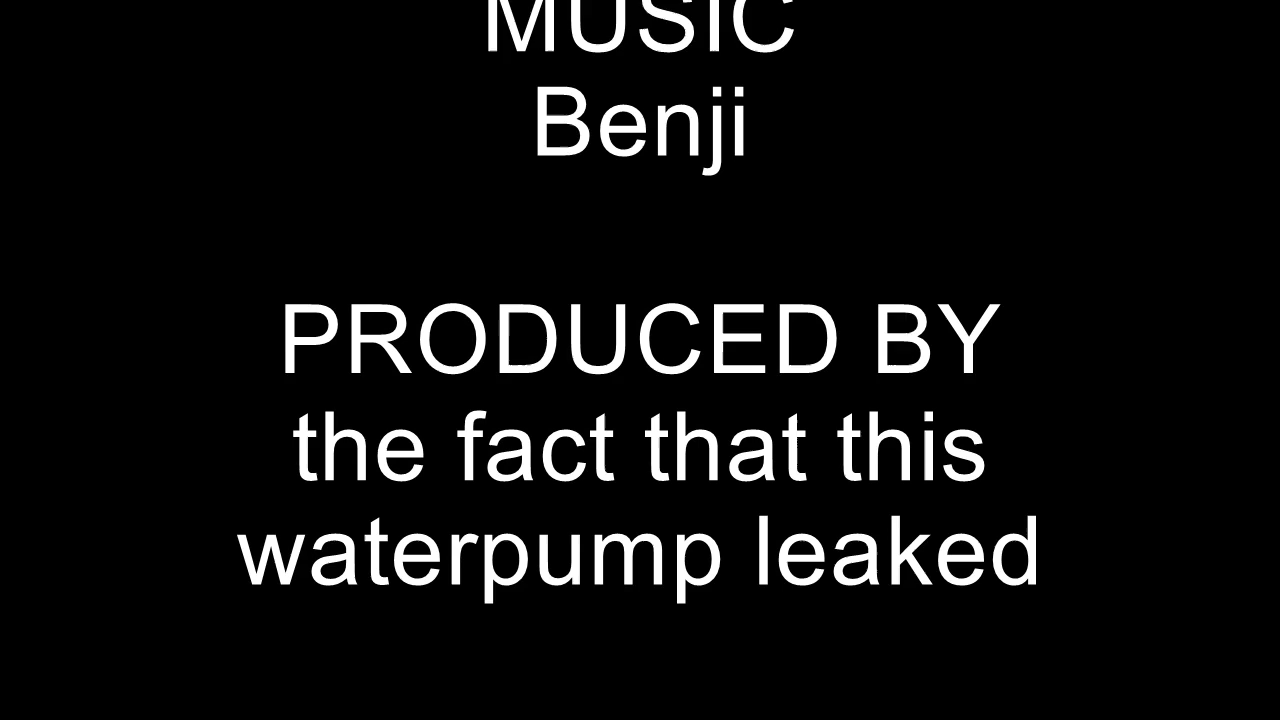 MUSIC
Benji
PRODUCED BY
the fact that this
waterpump leaked